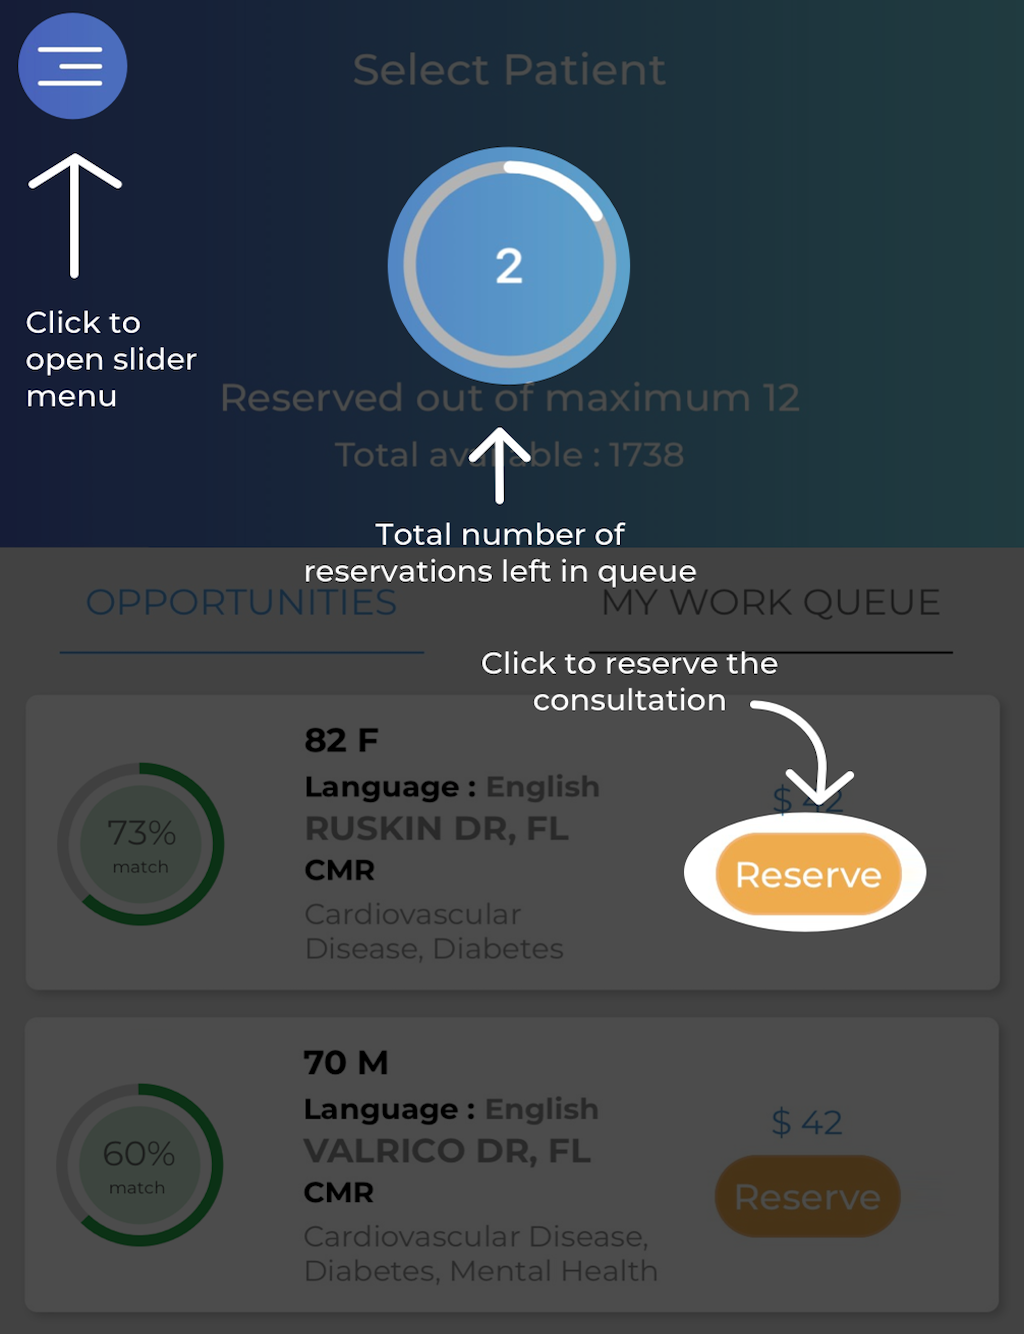 Select Patient
2
Click to
open slider
menu
Reserved out of maximum 12
Total available : 1738
Total number of
reservations left in queue
OPPORTUNITIES
MY WORK QUEUE
Click to reserve the
consultation
82 F
Language : English
RUSKIN DR, FL
CMR
Cardiovascular
Disease, Diabetes
73%
match
$ 42
Reserve
70 M
Language : English
VALRICO DR, FL
CMR
Cardiovascular Disease,
Diabetes, Mental Health
60%
match
$ 42
Reserve